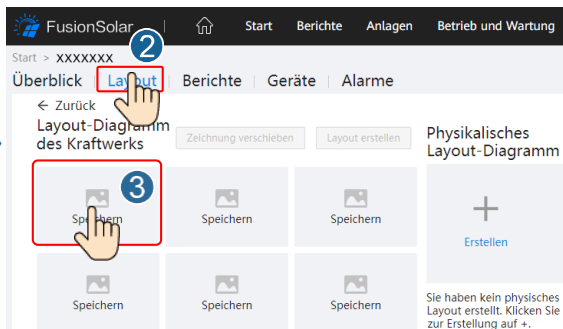 FusionSolar Start Berichte Anlagen Betrieb und Wartung
Start > XXXXXXX
2
Überblick Layout Berichte Geräte Alarme
← Zurück
Layout-Diagramm
des Kraftwerks
Zeichnung verschieben Layout erstellen
Physikalisches
Layout-Diagramm
3
Speichern Speichern Speichern
+
Erstellen
Speichern Speichern Speichern
Sie haben kein physisches
Layout erstellt. Klicken Sie
zur Erstellung auf +.